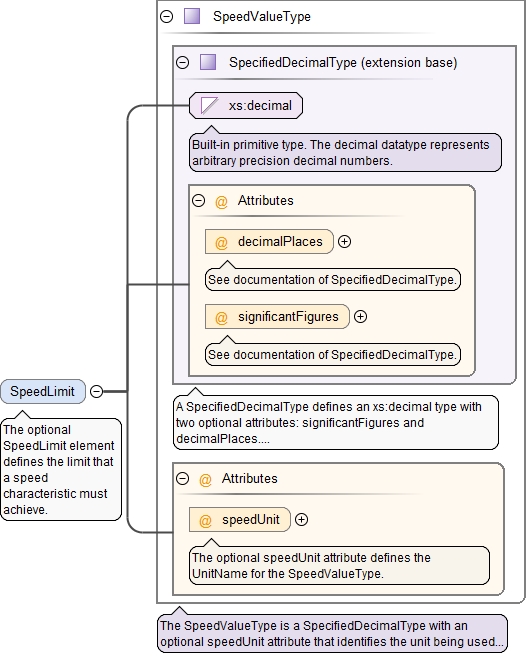 SpeedValueType
SpecifiedDecimalType (extension base)
xs:decimal
Built-in primitive type. The decimal datatype represents
arbitrary precision decimal numbers.
@ Attributes
@ decimalPlaces
See documentation of SpecifiedDecimalType.
@ significantFigures
See documentation of SpecifiedDecimalType.
SpeedLimit
The optional
SpeedLimit element
defines the limit that
a speed
characteristic must
achieve.
A SpecifiedDecimalType defines an xs:decimal type with
two optional attributes: significantFigures and
decimalPlaces....
@ Attributes
@ speedUnit
The optional speedUnit attribute defines the
UnitName for the SpeedValueType.
The SpeedValueType is a SpecifiedDecimalType with an
optional speedUnit attribute that identifies the unit being used...